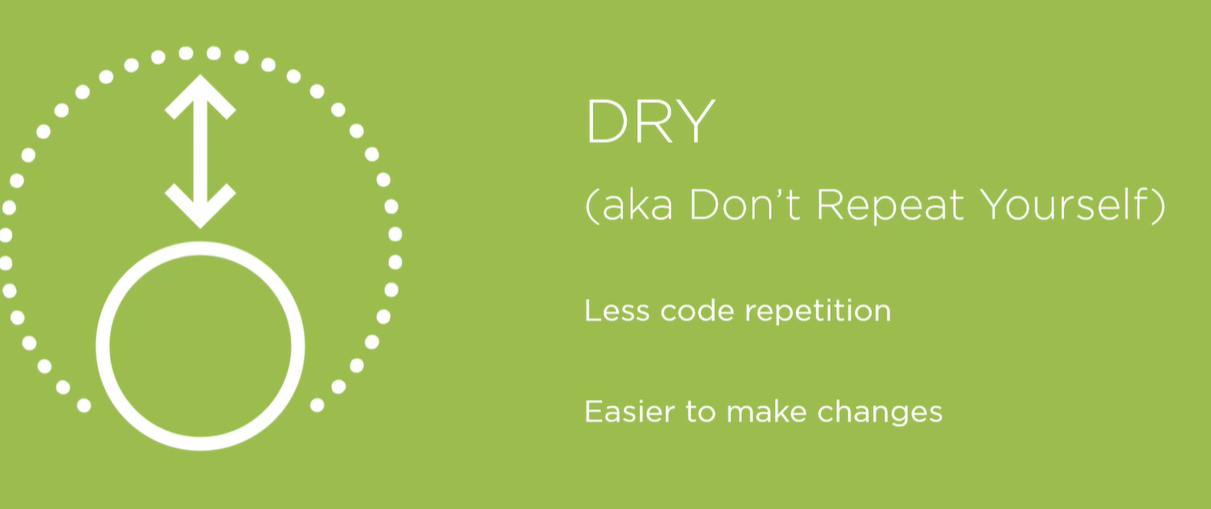 DRY
(aka Don’t Repeat Yourself)
Less code repetition
Easier to make changes